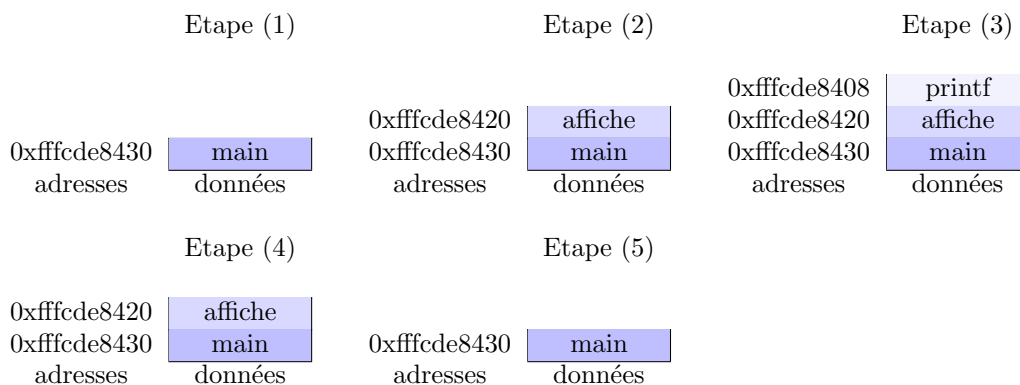 Etape (1) Etape (2) Etape (3)
0xfffcde8408 printf
0xfffcde8420 affiche 0xfffcde8420 affiche
0xfffcde8430 main 0xfffcde8430 main 0xfffcde8430 main
adresses données adresses données adresses données
Etape (4) Etape (5)
0xfffcde8420 affiche
0xfffcde8430 main 0xfffcde8430 main
adresses données adresses données